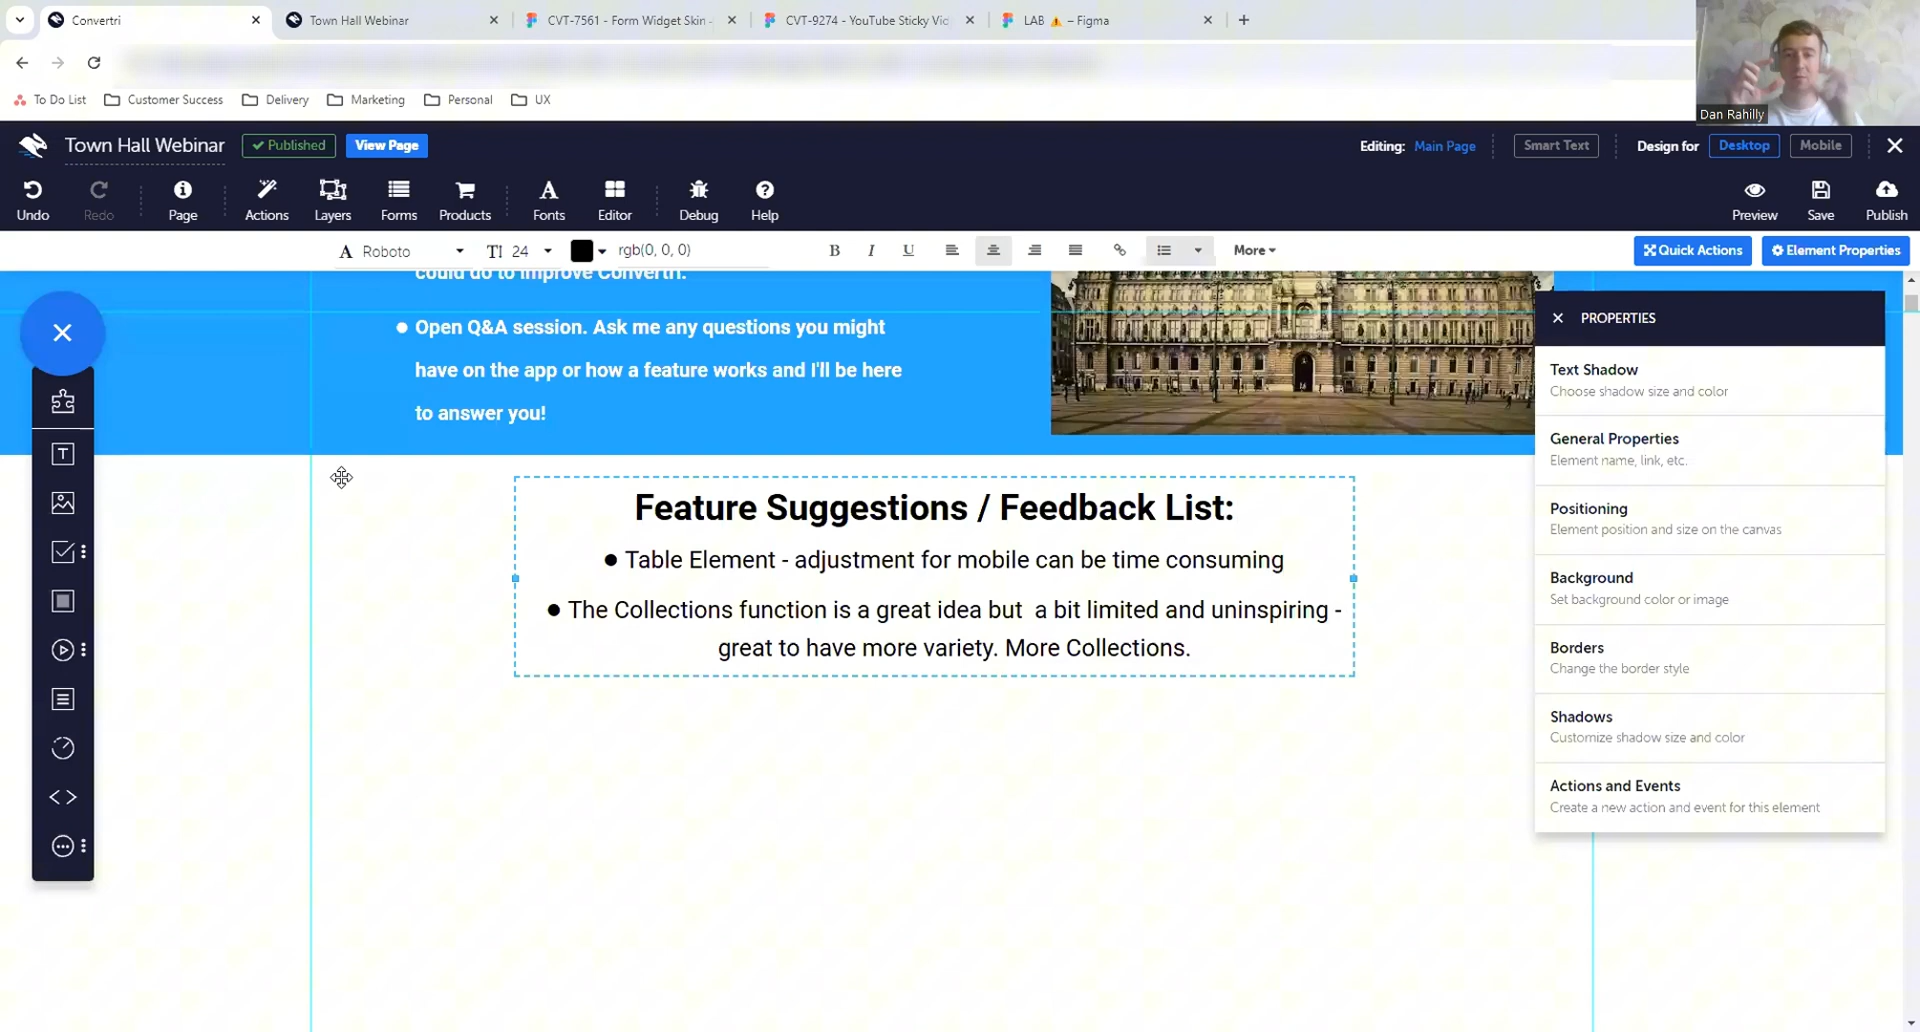 Convertri
Town Hall Webinar
CVT-7561 - Form Widget Skin -
CVT-9274 - YouTube Sticky Vid
LAB ⚠ – Figma
To Do List
Customer Success
Delivery
Marketing
Personal
UX
Dan Rahilly
Town Hall Webinar
Published
View Page
Editing: Main Page
Smart Text
Design for
Desktop
Mobile
Undo
Redo
Page
Actions
Layers
Forms
Products
Fonts
Editor
Debug
Help
Preview
Save
Publish
Roboto
24
rgb(0, 0, 0)
B
I
U
More
Quick Actions
Element Properties
could do to improve Convertri.
● Open Q&A session. Ask me any questions you might
have on the app or how a feature works and I'll be here
to answer you!
Feature Suggestions / Feedback List:
● Table Element - adjustment for mobile can be time consuming
● The Collections function is a great idea but a bit limited and uninspiring -
great to have more variety. More Collections.
PROPERTIES
Text Shadow
Choose shadow size and color
General Properties
Element name, link, etc.
Positioning
Element position and size on the canvas
Background
Set background color or image
Borders
Change the border style
Shadows
Customize shadow size and color
Actions and Events
Create a new action and event for this element